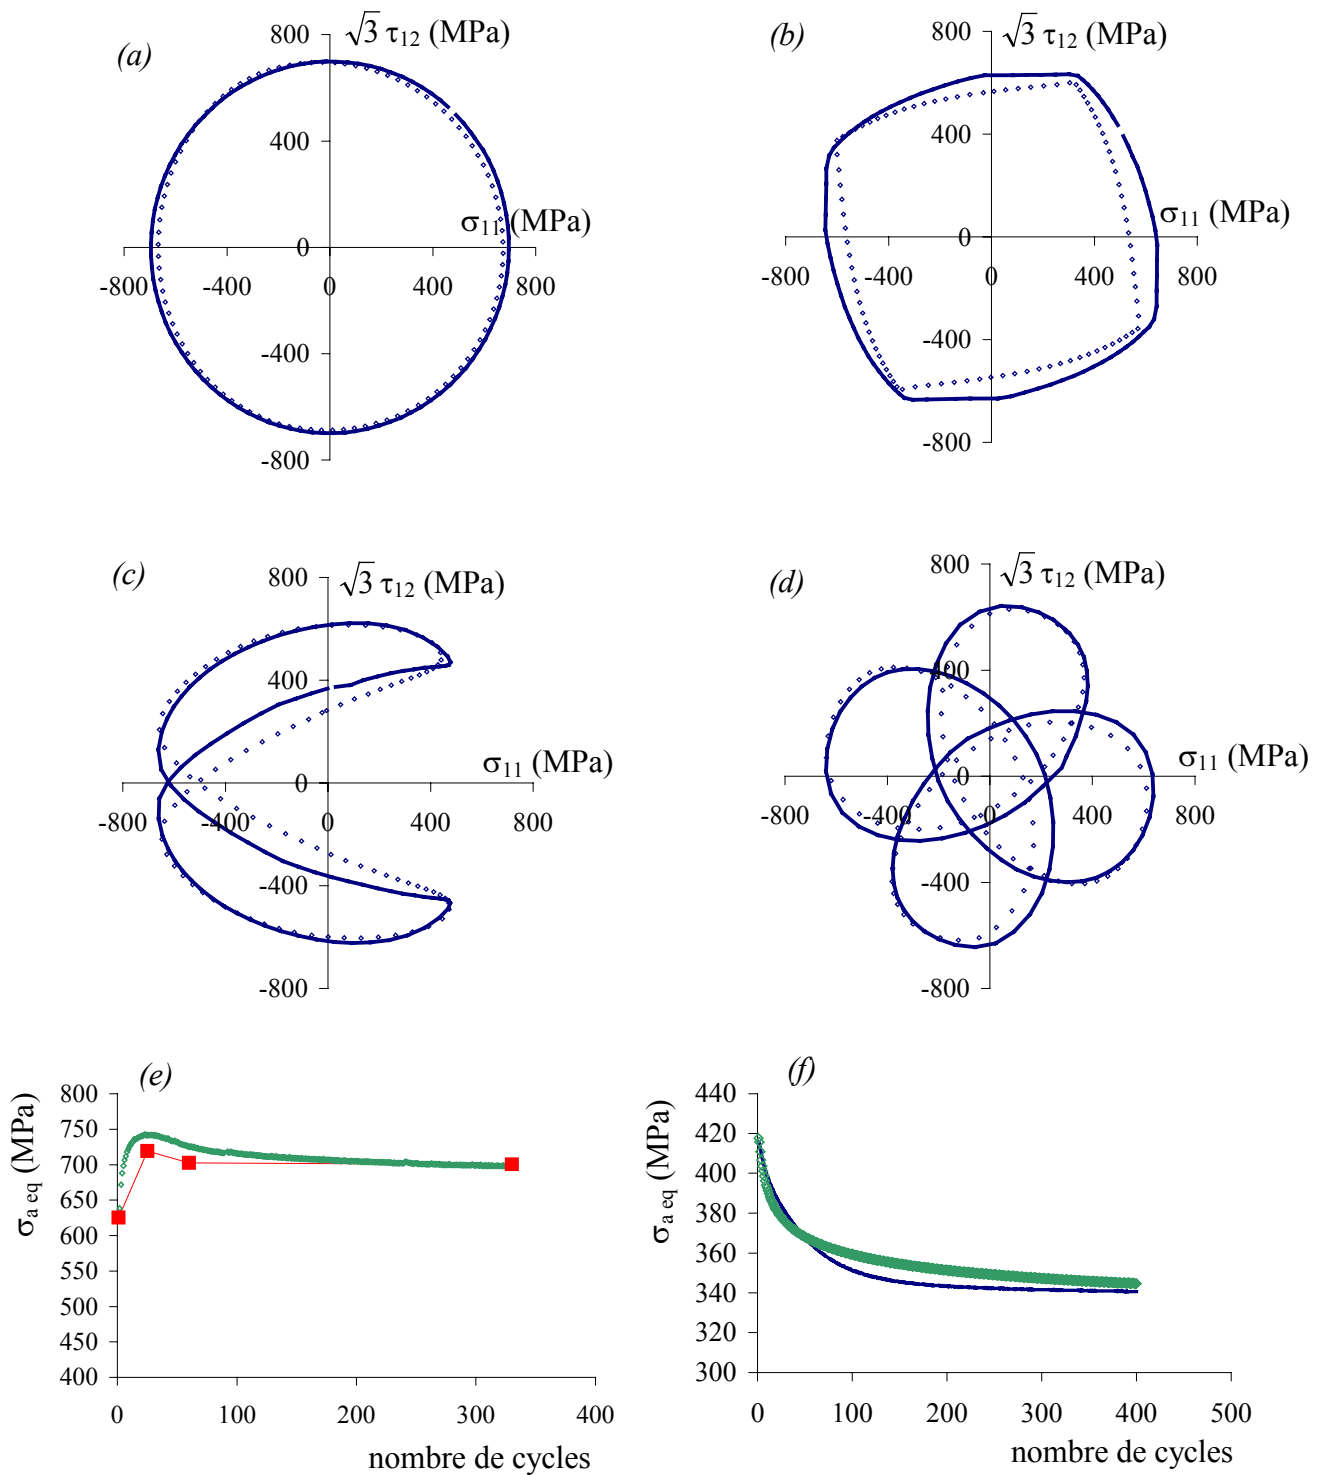 (a)
√3 τ12 (MPa)
800
400
σ11 (MPa)
0
-800 -400 0 400 800
-400
-800
(b)
√3 τ12 (MPa)
800
400
σ11 (MPa)
0
-800 -400 0 400 800
-400
-800
(c)
√3 τ12 (MPa)
800
400
σ11 (MPa)
0
-800 -400 0 400 800
-400
-800
(d)
√3 τ12 (MPa)
800
400
σ11 (MPa)
0
-800 -400 0 400 800
-400
-800
(e)
σa eq (MPa)
800
750
700
650
600
550
500
450
400
0 100 200 300 400
nombre de cycles
(f)
σa eq (MPa)
440
420
400
380
360
340
320
300
0 100 200 300 400 500
nombre de cycles